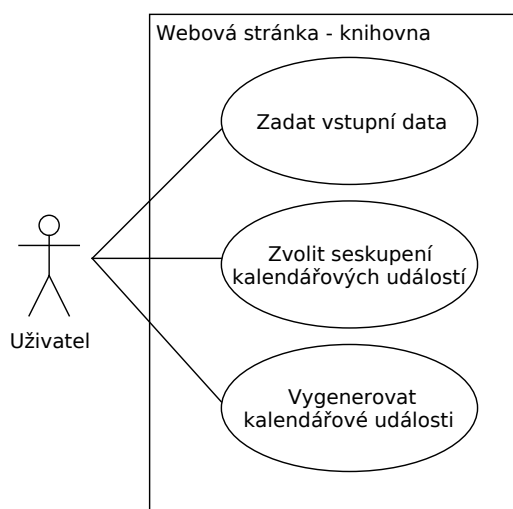 Webová stránka - knihovna
Zadat vstupní data
Zvolit seskupení
kalendářových událostí
Uživatel
Vygenerovat
kalendářové události